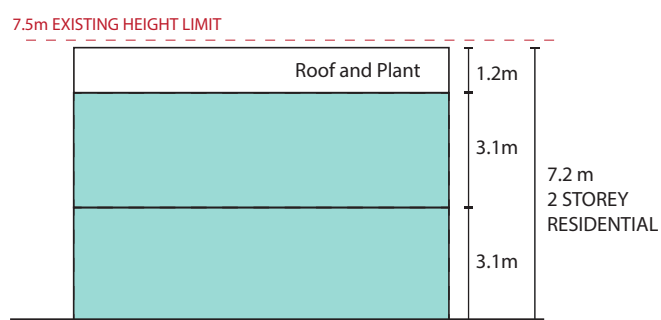 7.5m EXISTING HEIGHT LIMIT
Roof and Plant
1.2m
3.1m
7.2 m
2 STOREY
RESIDENTIAL
3.1m